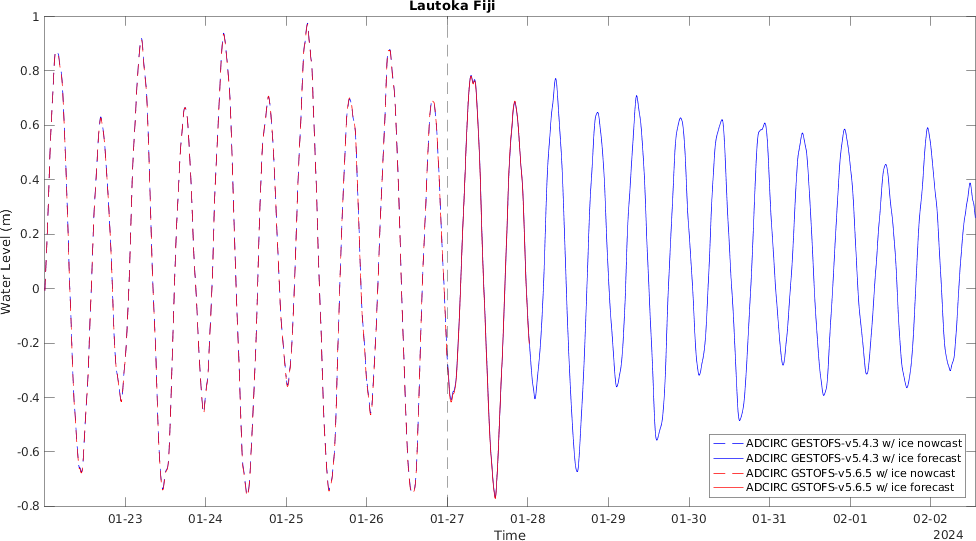 Lautoka Fiji
1
0.8
0.6
0.4
0.2
0
-0.2
-0.4
-0.6
-0.8
Water Level (m)
01-23 01-24 01-25 01-26 01-27 01-28 01-29 01-30 01-31 02-01 02-02
Time
2024
ADCIRC GESTOFS-v5.4.3 w/ ice nowcast
ADCIRC GESTOFS-v5.4.3 w/ ice forecast
ADCIRC GSTOFS-v5.6.5 w/ ice nowcast
ADCIRC GSTOFS-v5.6.5 w/ ice forecast